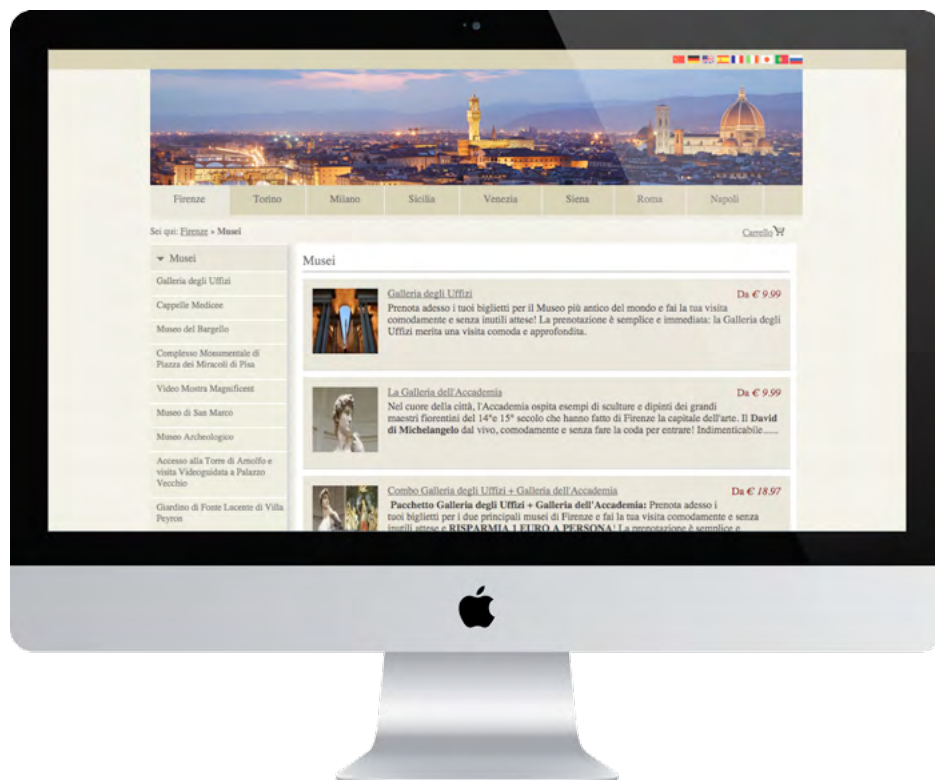 Firenze
Torino
Milano
Sicilia
Venezia
Siena
Roma
Napoli
Sei qui: Firenze » Musei
Carrello
Musei
Galleria degli Uffizi
Cappelle Medicee
Museo del Bargello
Complesso Monumentale di
Piazza dei Miracoli di Pisa
Video Mostra Magnificent
Museo di San Marco
Museo Archeologico
Accesso alla Torre di Arnolfo e
visita Videoguidata a Palazzo
Vecchio
Giardino di Fonte Lucente di Villa
Peyron
Musei
Galleria degli Uffizi
Da € 9.99
Prenota adesso i tuoi biglietti per il Museo più antico del mondo e fai la tua visita
comodamente e senza inutili attese! La prenotazione è semplice e immediata: la Galleria degli
Uffizi merita una visita comoda e approfondita.
La Galleria dell'Accademia
Da € 9.99
Nel cuore della città, l'Accademia ospita esempi di sculture e dipinti dei grandi
maestri fiorentini del 14°e 15° secolo che hanno fatto di Firenze la capitale dell'arte. Il David
di Michelangelo dal vivo, comodamente e senza fare la coda per entrare! Indimenticabile......
Combo Galleria degli Uffizi + Galleria dell'Accademia
Da € 18.97
Pacchetto Galleria degli Uffizi + Galleria dell'Accademia: Prenota adesso i
tuoi biglietti per i due principali musei di Firenze e fai la tua visita comodamente e senza
inutili attese e RISPARMIA 1 EURO A PERSONA! La prenotazione è semplice e